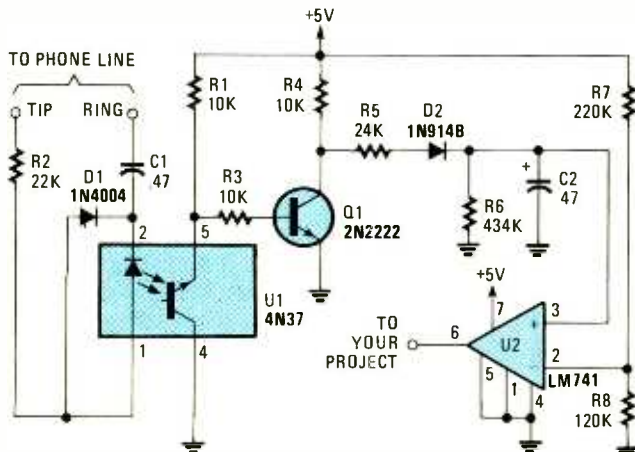 +5V
TO PHONE LINE
TIP
RING
R1
10K
R4
10K
R7
220K
R2
22K
D1
1N4004
C1
47
R5
24K
D2
1N914B
R3
10K
Q1
2N2222
R6
434K
+
C2
47
2
5
U1
4N37
1
4
+5V
TO
YOUR
PROJECT
6
7
+
3
U2
2
-
5
1
4
LM741
R8
120K